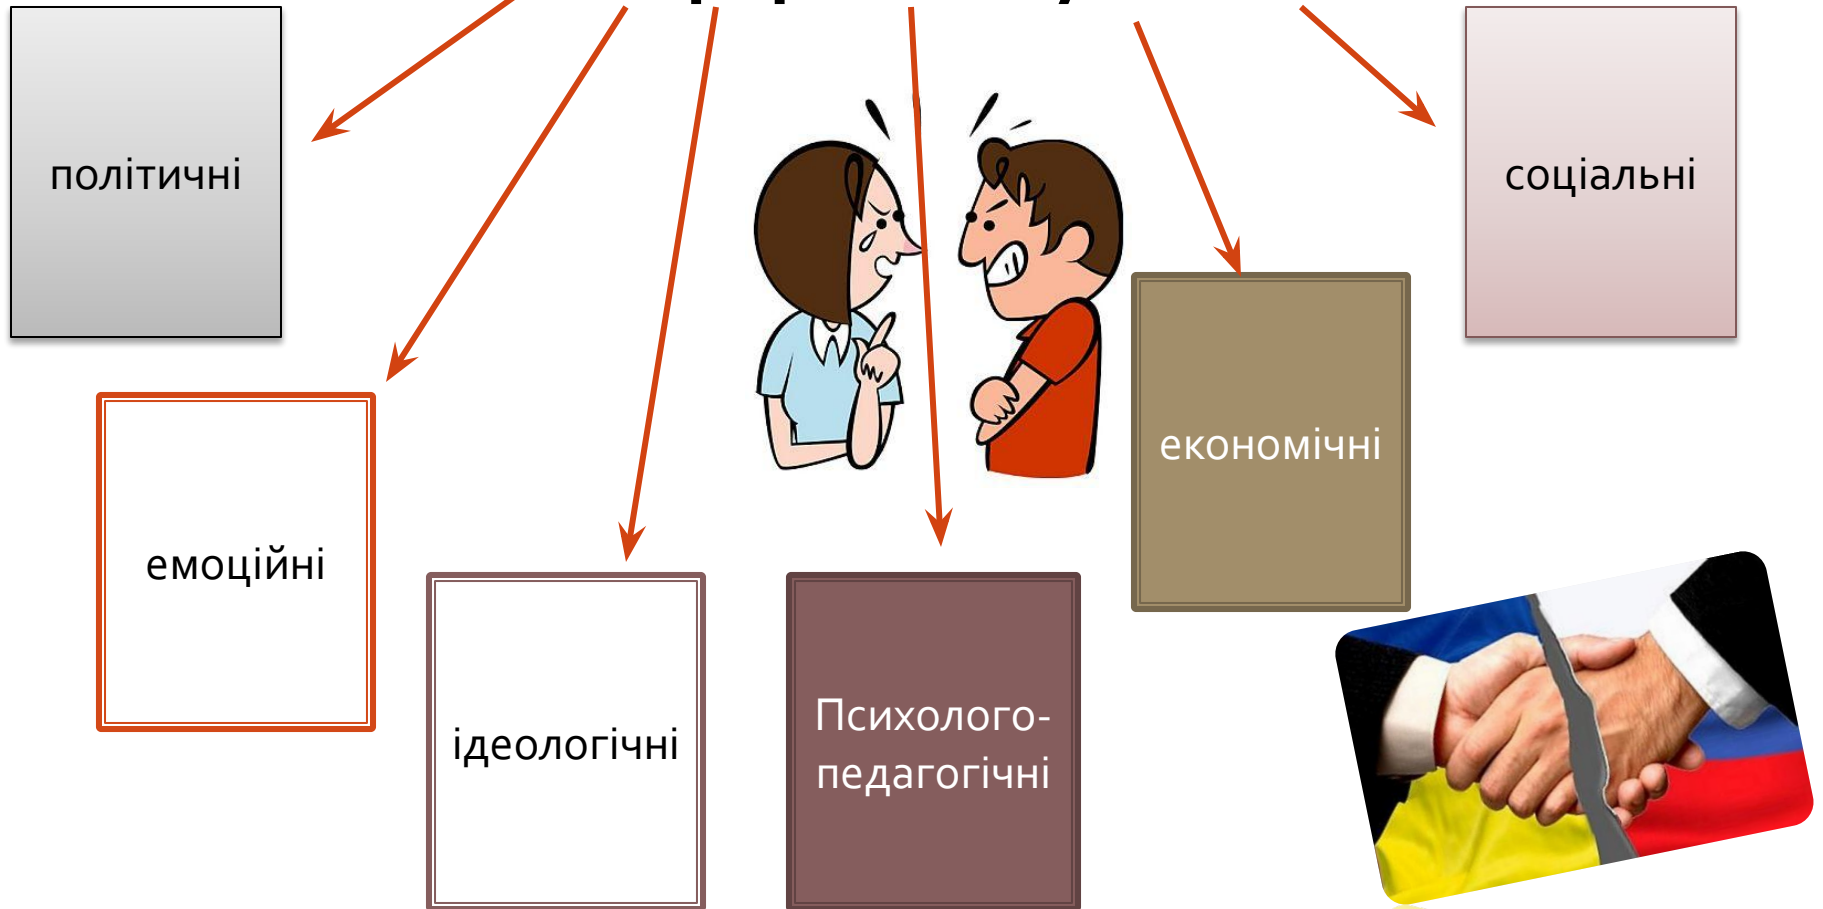 політичні
соціальні
економічні
емоційні
ідеологічні
Психолого-
педагогічні